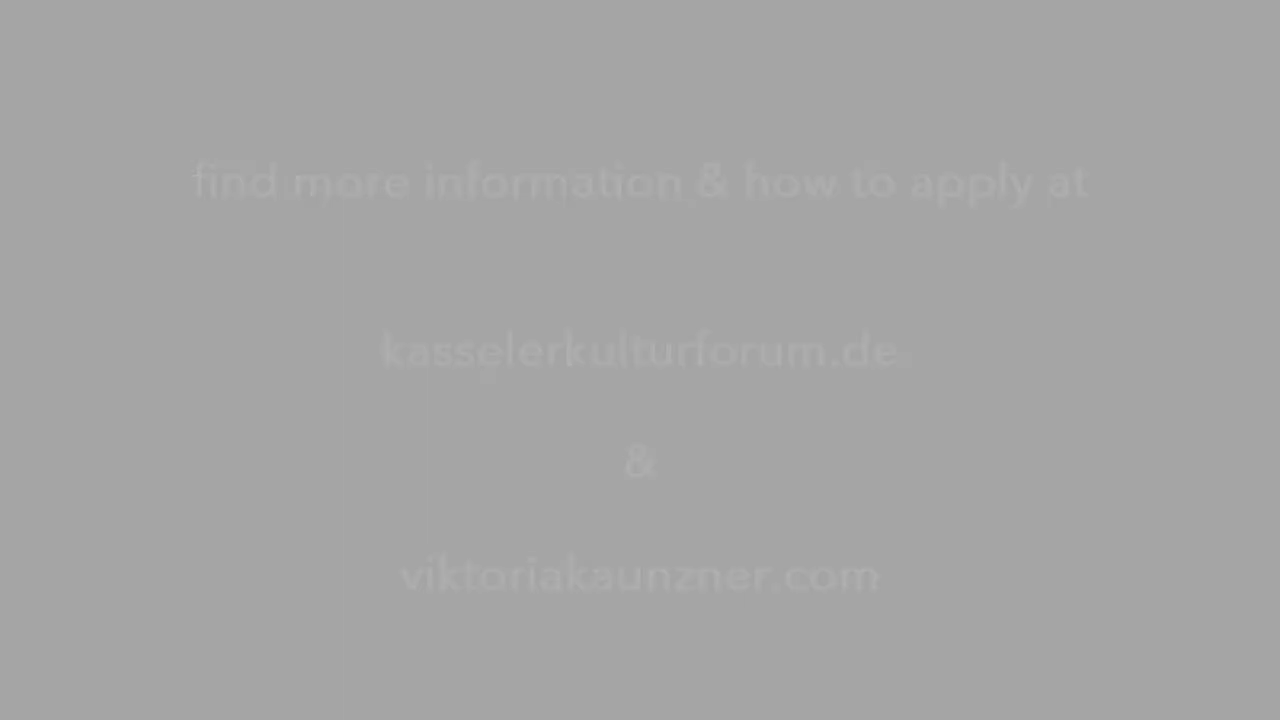 find more information & how to apply at
kasselerkulturforum.de
&
viktoriakaunzner.com